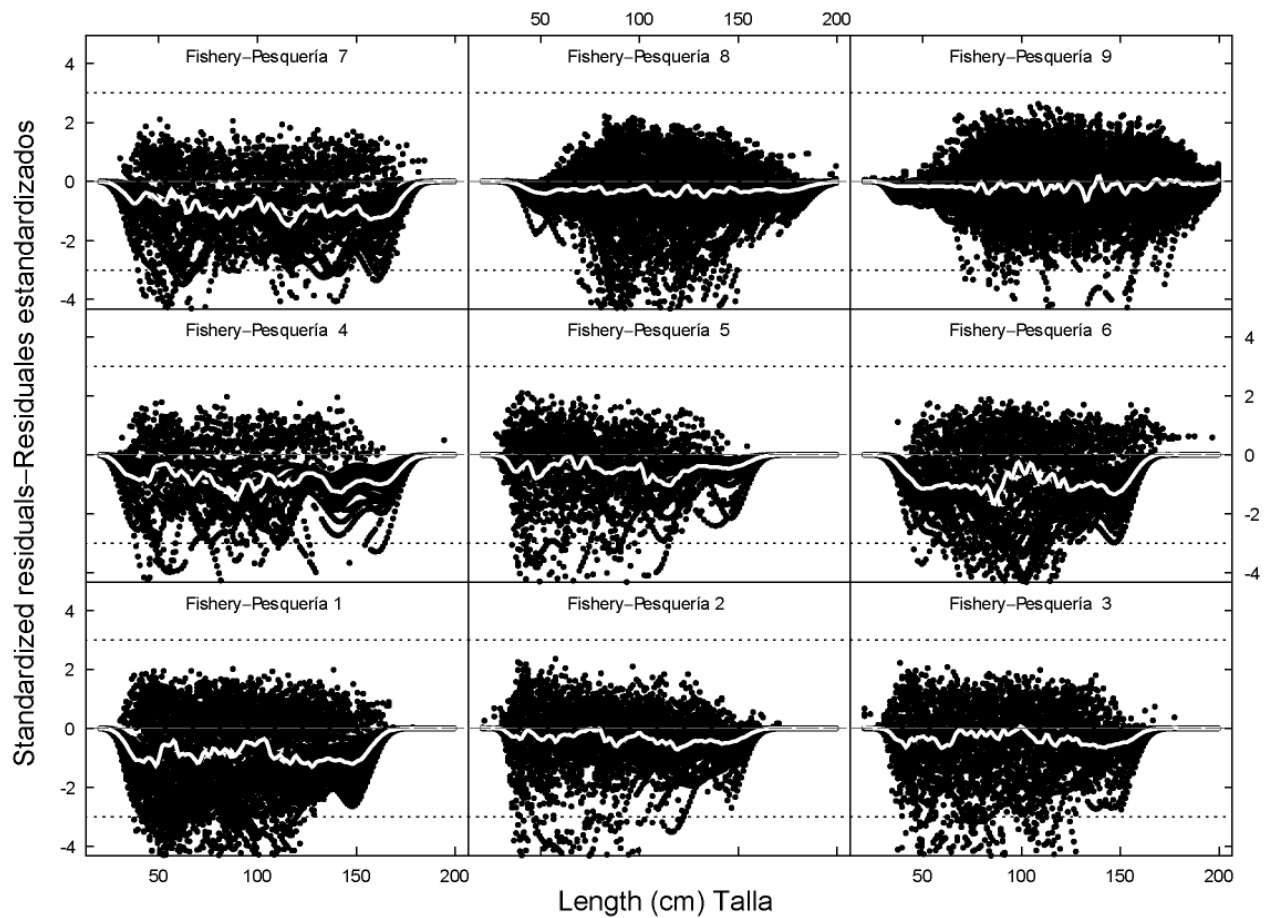 50 100 150 200
Fishery–Pesquería 7
Fishery–Pesquería 8
Fishery–Pesquería 9
4
2
0
-2
-4
Fishery–Pesquería 4
Fishery–Pesquería 5
Fishery–Pesquería 6
4
2
0
-2
-4
Fishery–Pesquería 1
Fishery–Pesquería 2
Fishery–Pesquería 3
4
2
0
-2
-4
50 100 150 200
50 100 150 200
Length (cm) Talla
Standardized residuals–Residuales estandarizados